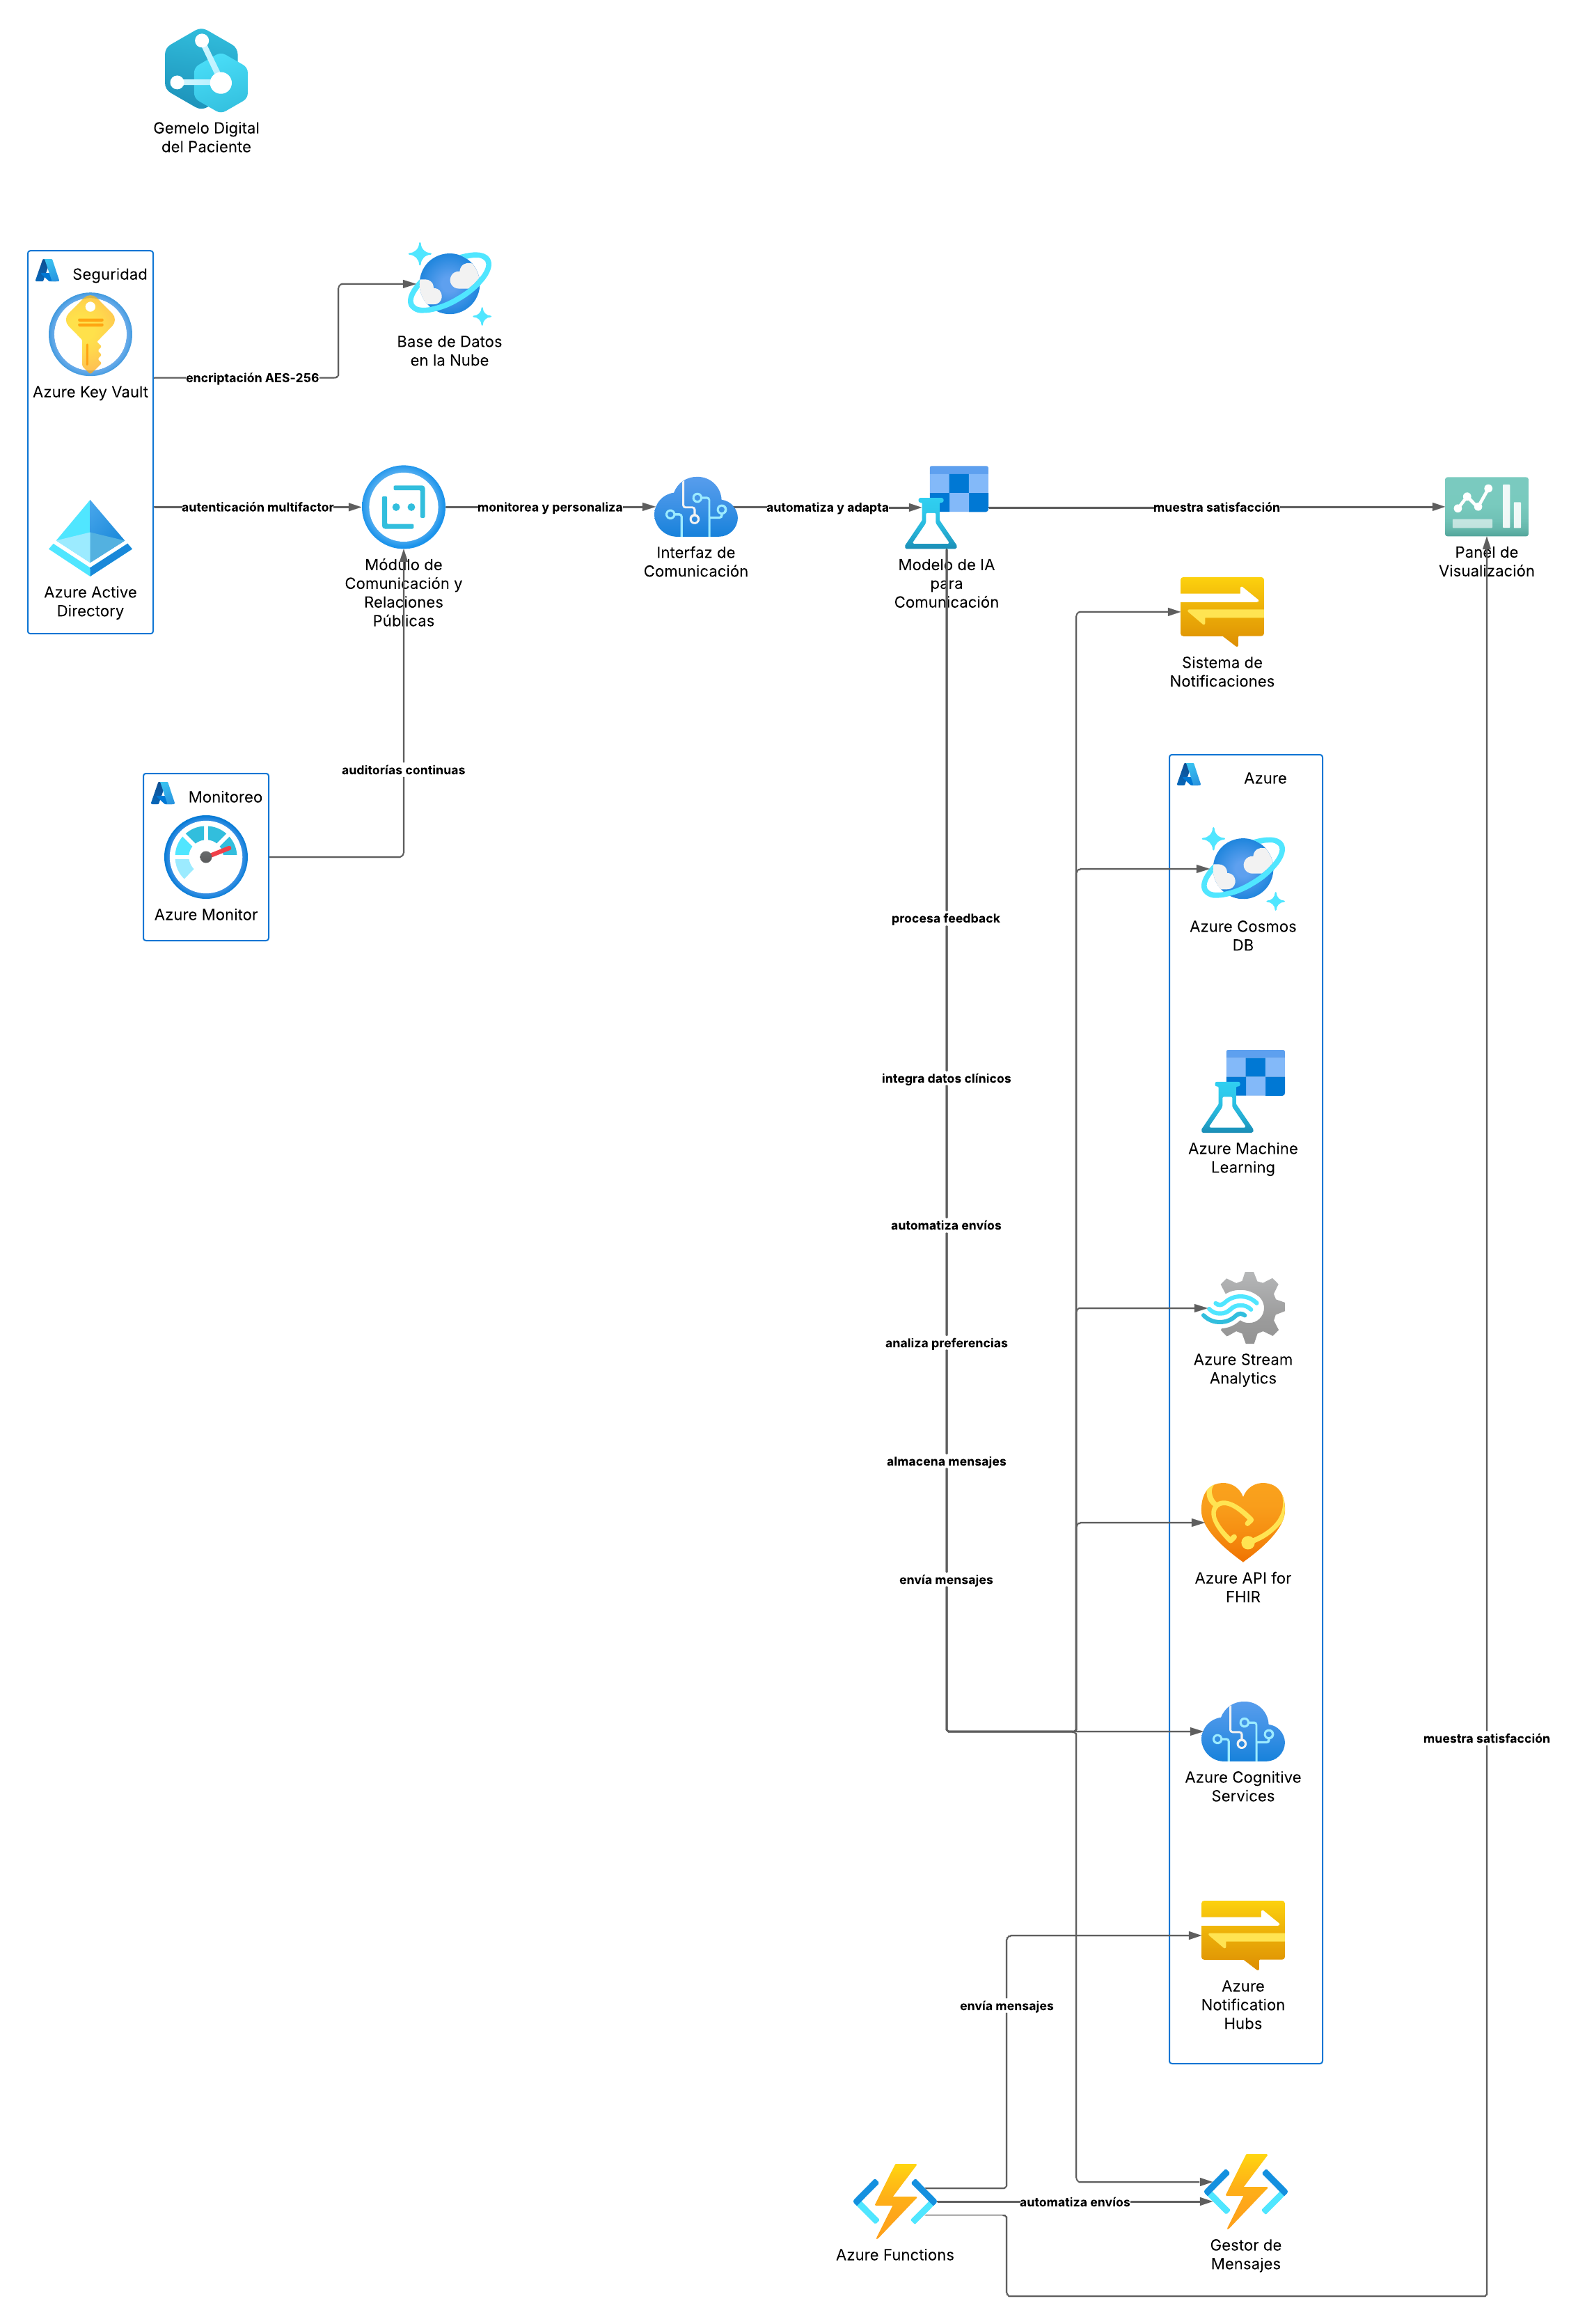 Gemelo Digital
del Paciente
Seguridad
Azure Key Vault
encriptación AES-256
Base de Datos
en la Nube
Azure Active
Directory
autenticación multifactor
Módulo de
Comunicación y
Relaciones
Públicas
monitorea y personaliza
Interfaz de
Comunicación
automatiza y adapta
Modelo de IA
para
Comunicación
muestra satisfacción
Panel de
Visualización
Sistema de
Notificaciones
auditorías continuas
Monitoreo
Azure Monitor
Azure
Azure Cosmos
DB
procesa feedback
integra datos clínicos
Azure Machine
Learning
automatiza envíos
analiza preferencias
Azure Stream
Analytics
almacena mensajes
envía mensajes
Azure API for
FHIR
Azure Cognitive
Services
muestra satisfacción
Azure
Notification
Hubs
envía mensajes
automatiza envíos
Azure Functions
Gestor de
Mensajes